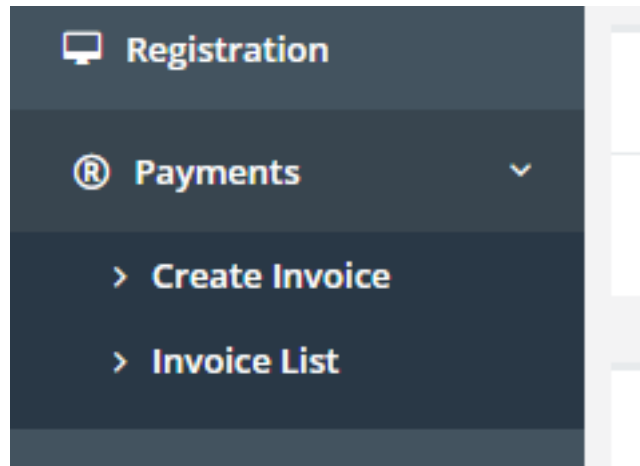 Registration
® Payments
Create Invoice
Invoice List